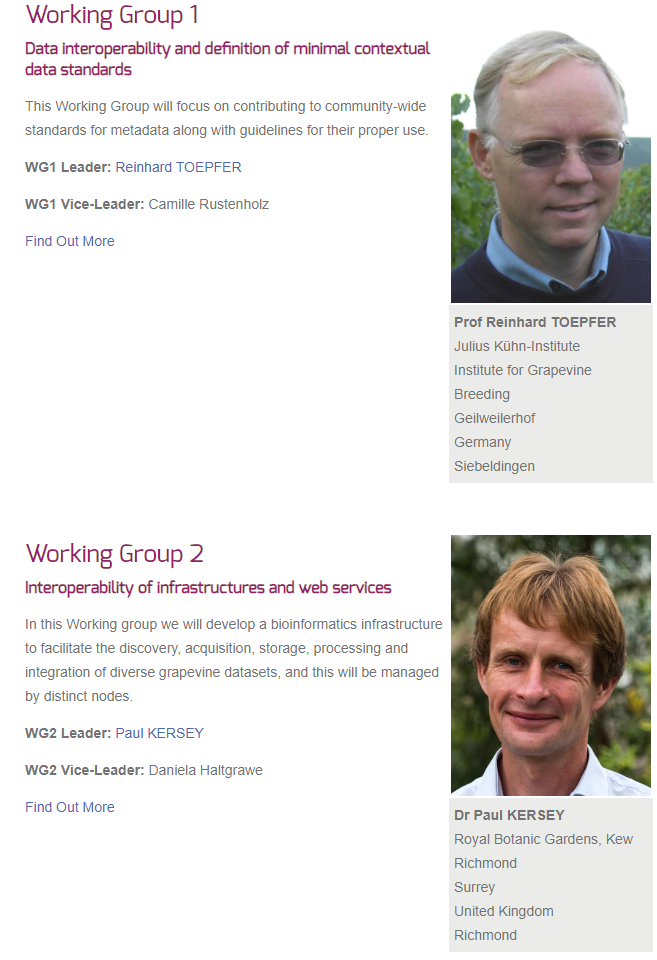 Working Group 1
Data interoperability and definition of minimal contextual
data standards
This Working Group will focus on contributing to community-wide
standards for metadata along with guidelines for their proper use.
WG1 Leader: Reinhard TOEPFER
WG1 Vice-Leader: Camille Rustenholz
Find Out More
Prof Reinhard TOEPFER
Julius Kühn-Institute
Institute for Grapevine
Breeding
Geilweilerhof
Germany
Siebeldingen
Working Group 2
Interoperability of infrastructures and web services
In this Working group we will develop a bioinformatics infrastructure
to facilitate the discovery, acquisition, storage, processing and
integration of diverse grapevine datasets, and this will be managed
by distinct nodes.
WG2 Leader: Paul KERSEY
WG2 Vice-Leader: Daniela Haltgrawe
Find Out More
Dr Paul KERSEY
Royal Botanic Gardens, Kew
Richmond
Surrey
United Kingdom
Richmond